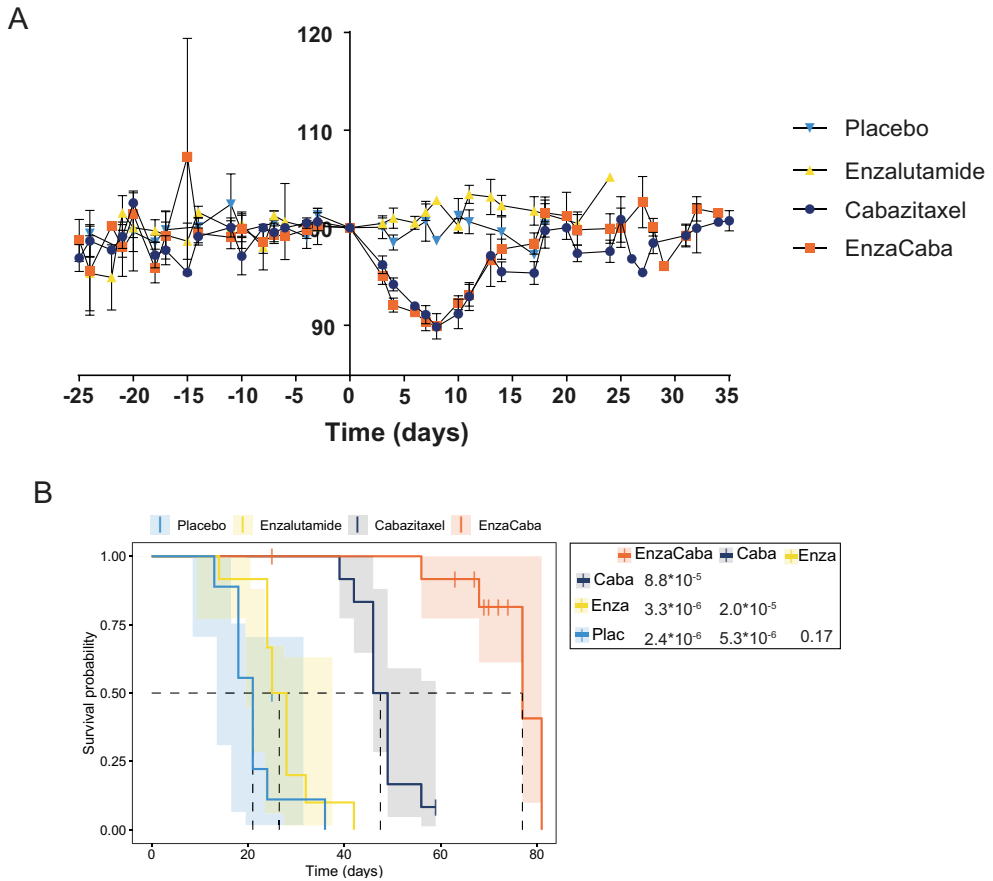 A
120
110
100
90
-25 -20 -15 -10 -5 0 5 10 15 20 25 30 35
Time (days)
Placebo
Enzalutamide
Cabazitaxel
EnzaCaba
B
Placebo Enzalutamide Cabazitaxel EnzaCaba
1.00
0.75
0.50
0.25
0.00
Survival probability
0 20 40 60 80
Time (days)
EnzaCaba Caba Enza
Caba 8.8*10⁻⁵
Enza 3.3*10⁻⁶ 2.0*10⁻⁵
Plac 2.4*10⁻⁶ 5.3*10⁻⁶ 0.17